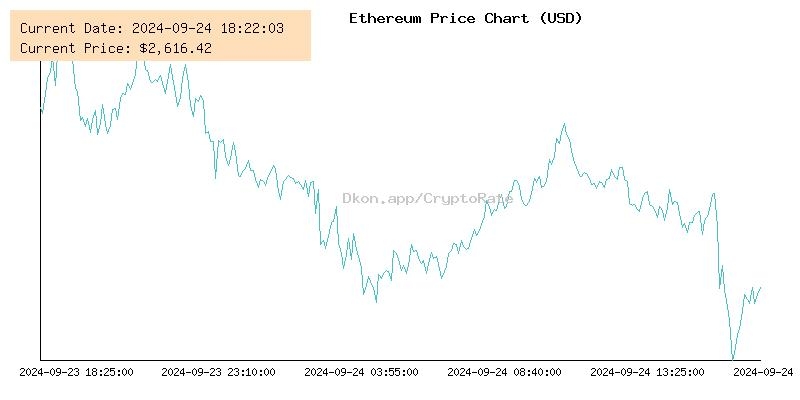 Ethereum Price Chart (USD)
Current Date: 2024-09-24 18:22:03
Current Price: $2,616.42
Dkon.app/CryptoRate
2024-09-23 18:25:00 2024-09-23 23:10:00 2024-09-24 03:55:00 2024-09-24 08:40:00 2024-09-24 13:25:00 2024-09-24